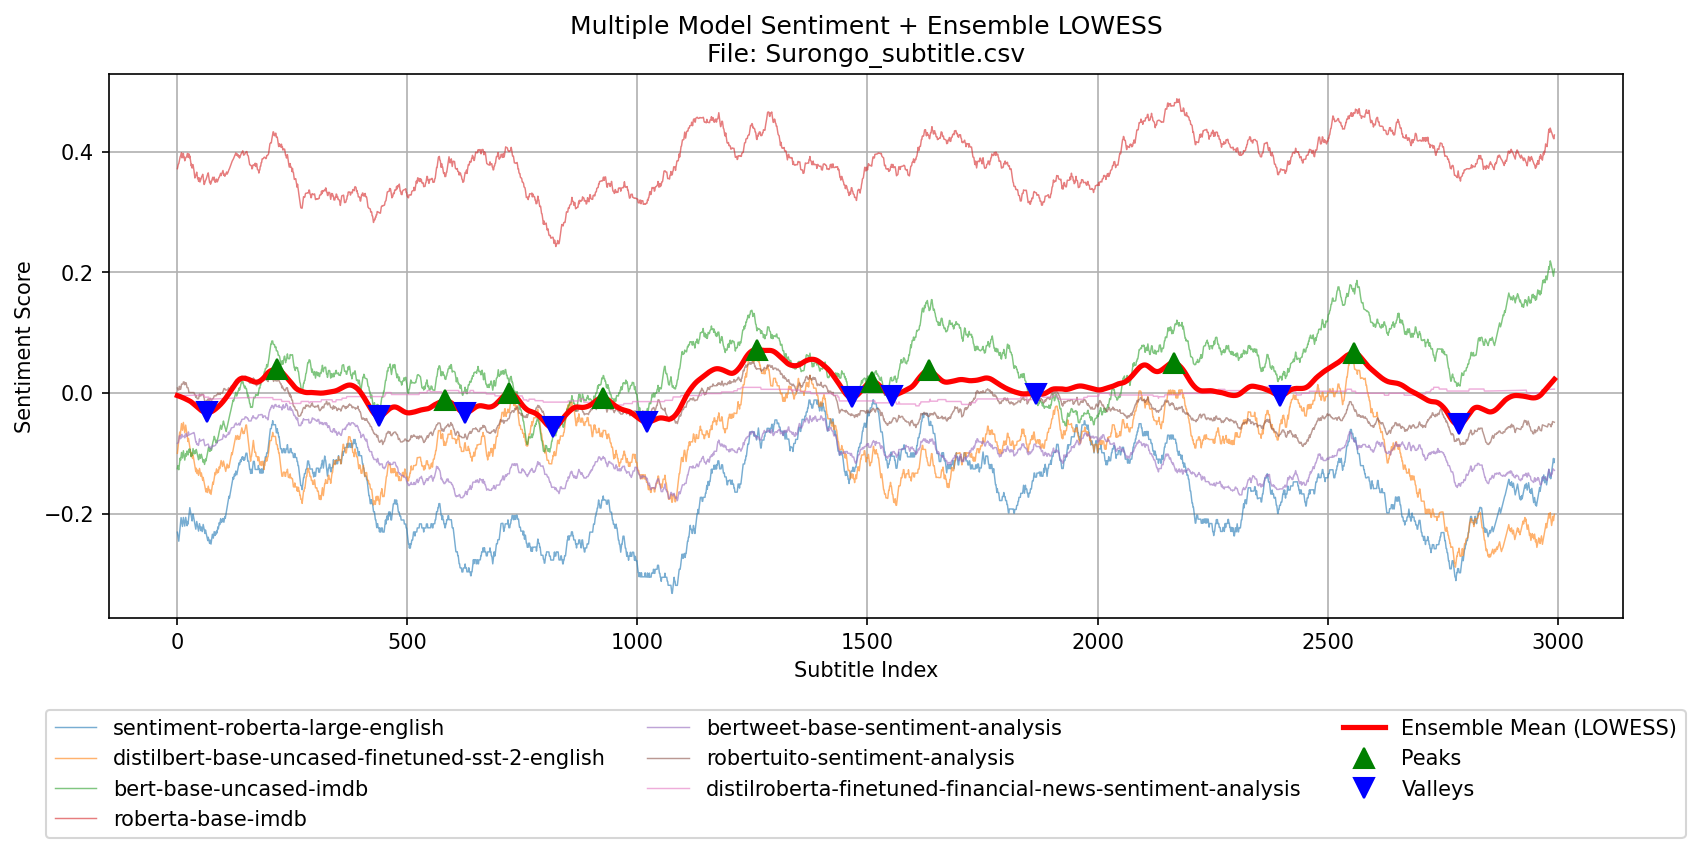 Multiple Model Sentiment + Ensemble LOWESS
File: Surongo_subtitle.csv
Sentiment Score
0.4
0.2
0.0
−0.2
0
500
1000
1500
2000
2500
3000
Subtitle Index
sentiment-roberta-large-english
distilbert-base-uncased-finetuned-sst-2-english
bert-base-uncased-imdb
roberta-base-imdb
bertweet-base-sentiment-analysis
robertuito-sentiment-analysis
distilroberta-finetuned-financial-news-sentiment-analysis
Ensemble Mean (LOWESS)
Peaks
Valleys